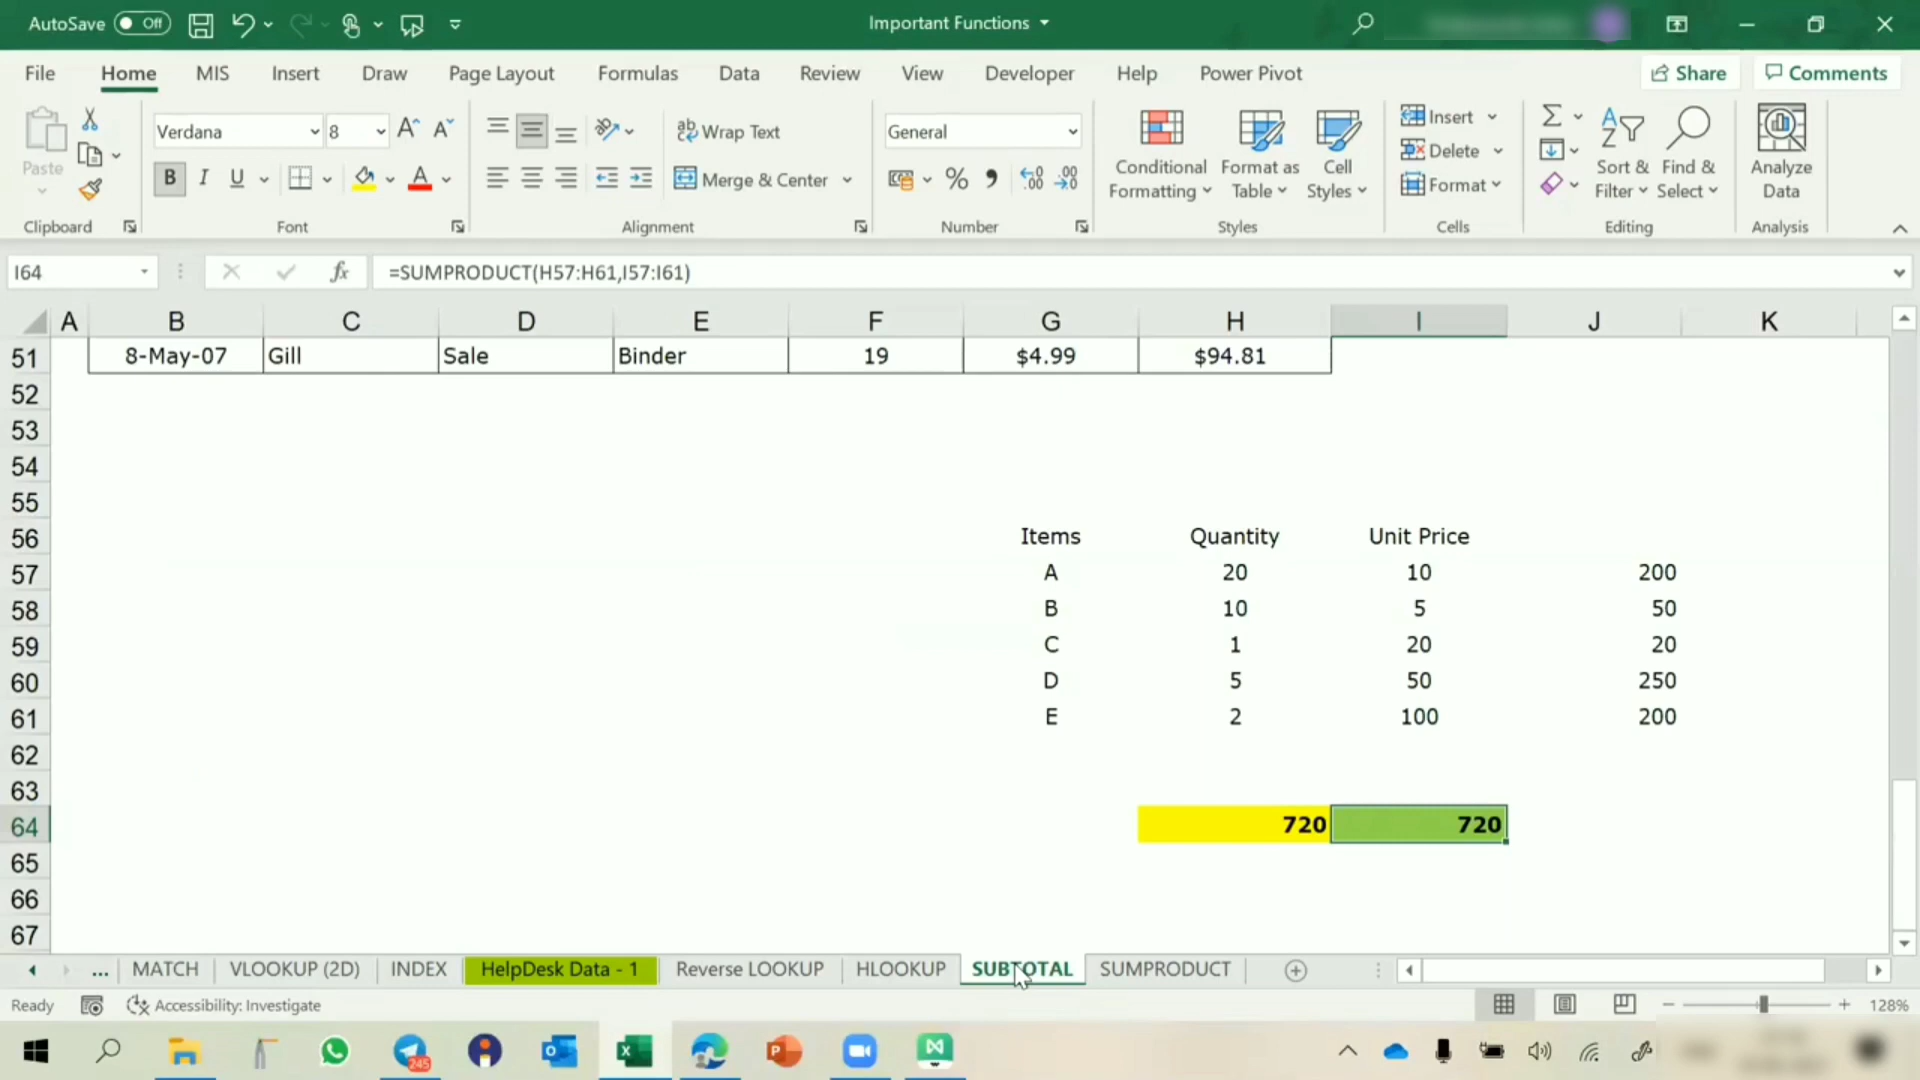 AutoSave Off Important Functions
File Home MIS Insert Draw Page Layout Formulas Data Review View Developer Help Power Pivot Share Comments
Paste Verdana 8 A A ab Wrap Text General Conditional Formatting Format as Table Cell Styles Insert Delete Format Sort & Filter Find & Select Analyze Data
B I U A Merge & Center % 9
Clipboard Font Alignment Number Styles Cells Editing Analysis
I64 fx =SUMPRODUCT(H57:H61,I57:I61)
A B C D E F G H I J K
51 8-May-07 Gill Sale Binder 19 $4.99 $94.81
52
53
54
55
56 Items Quantity Unit Price
57 A 20 10 200
58 B 10 5 50
59 C 1 20 20
60 D 5 50 250
61 E 2 100 200
62
63
64 720 720
65
66
67
... MATCH VLOOKUP (2D) INDEX HelpDesk Data - 1 Reverse LOOKUP HLOOKUP SUBTOTAL SUMPRODUCT
Ready Accessibility: Investigate 128%
245